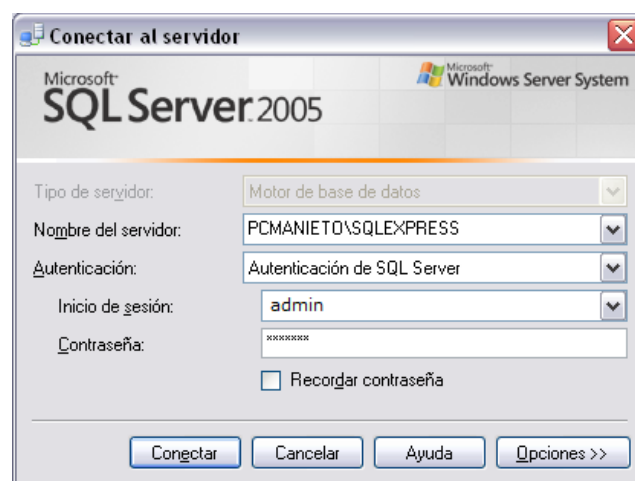 Conectar al servidor
Microsoft
SQL Server 2005
Microsoft
Windows Server System
Tipo de servidor:
Motor de base de datos
Nombre del servidor:
PCMANIETO\SQLEXPRESS
Autenticación:
Autenticación de SQL Server
Inicio de sesión:
admin
Contraseña:
*******
Recordar contraseña
Conectar
Cancelar
Ayuda
Opciones >>